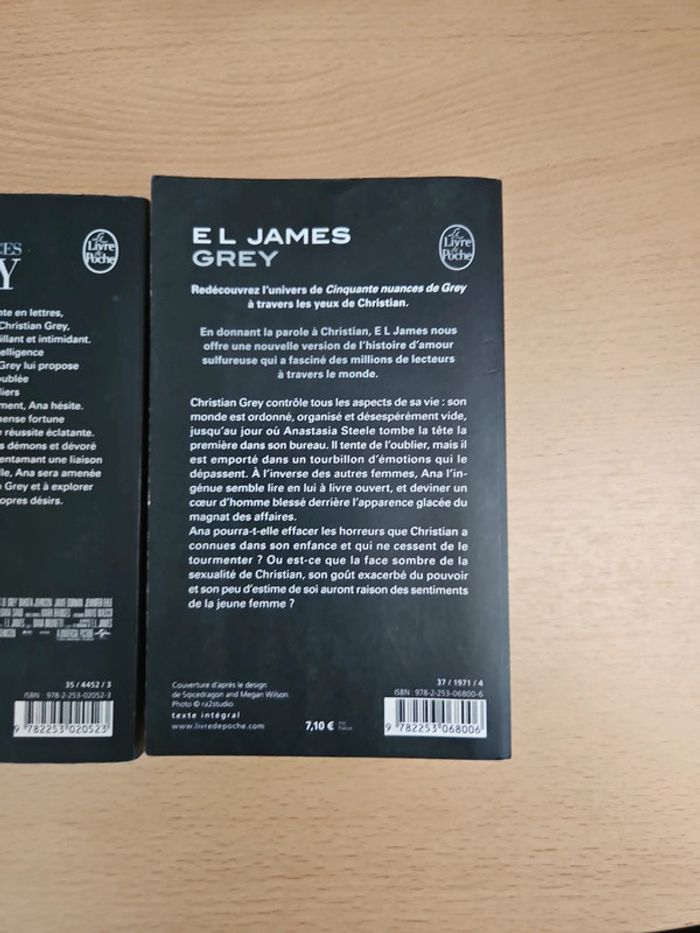 CES
Y
Le
Livre
de
Poche
nte en lettres,
Christian Grey,
illant et intimidant.
elligence
Grey lui propose
oublée
liers
ment, Ana hésite.
ense fortune
e réussite éclatante.
s démons et dévoré
entamant une liaison
lle, Ana sera amenée
n Grey et à explorer
opres désirs.
35 / 4452 / 3
ISBN : 978-2-253-02052-3
9 782253 020523
E L JAMES
GREY
Le
Livre
de
Poche
Redécouvrez l'univers de Cinquante nuances de Grey
à travers les yeux de Christian.
En donnant la parole à Christian, E L James nous
offre une nouvelle version de l'histoire d'amour
sulfureuse qui a fasciné des millions de lecteurs
à travers le monde.
Christian Grey contrôle tous les aspects de sa vie : son
monde est ordonné, organisé et désespérément vide,
jusqu'au jour où Anastasia Steele tombe la tête la
première dans son bureau. Il tente de l'oublier, mais il
est emporté dans un tourbillon d'émotions qui le
dépassent. À l'inverse des autres femmes, Ana l'in-
génue semble lire en lui à livre ouvert, et deviner un
cœur d'homme blessé derrière l'apparence glacée du
magnat des affaires.
Ana pourra-t-elle effacer les horreurs que Christian a
connues dans son enfance et qui ne cessent de le
tourmenter ? Ou est-ce que la face sombre de la
sexualité de Christian, son goût exacerbé du pouvoir
et son peu d'estime de soi auront raison des sentiments
de la jeune femme ?
Couverture d'après le design
de Sqicedragon and Megan Wilson.
Photo © ra2studio
texte intégral
www.livredepoche.com
7,10 €
France
37 / 1971 / 4
ISBN : 978-2-253-06800-6
9 782253 068006